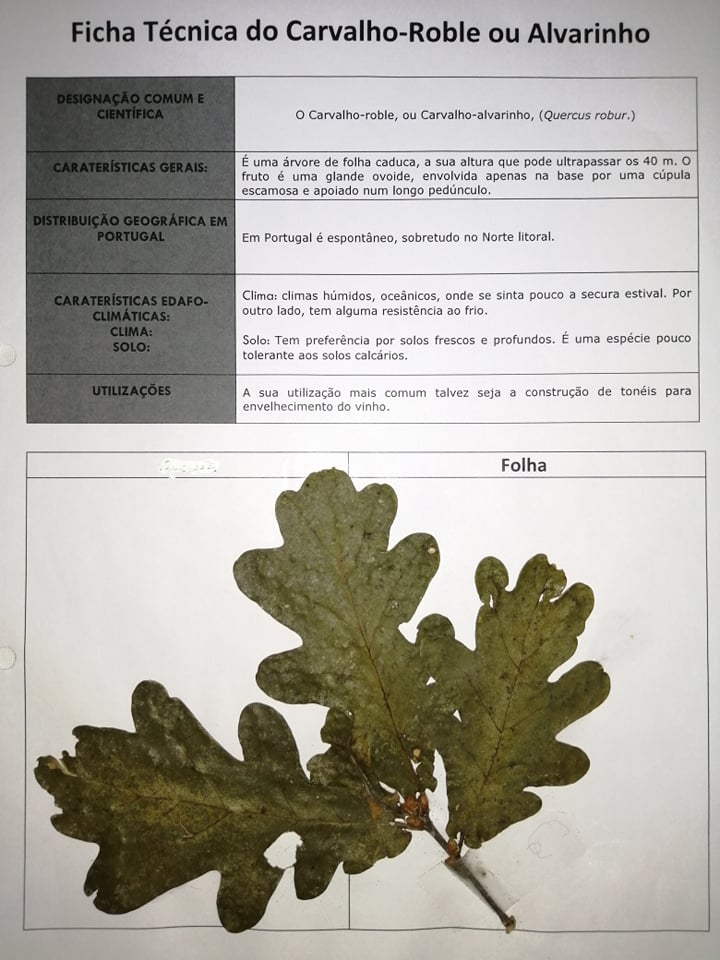 Ficha Técnica do Carvalho-Roble ou Alvarinho
DESIGNAÇÃO COMUM E
CIENTÍFICA
O Carvalho-roble, ou Carvalho-alvarinho, (Quercus robur.)
CARATERÍSTICAS GERAIS:
É uma árvore de folha caduca, a sua altura que pode ultrapassar os 40 m. O
fruto é uma glande ovoide, envolvida apenas na base por uma cúpula
escamosa e apoiado num longo pedúnculo.
DISTRIBUIÇÃO GEOGRÁFICA EM
PORTUGAL
Em Portugal é espontâneo, sobretudo no Norte litoral.
CARATERÍSTICAS EDAFO-
CLIMÁTICAS:
CLIMA:
SOLO:
Clima: climas húmidos, oceânicos, onde se sinta pouco a secura estival. Por
outro lado, tem alguma resistência ao frio.
Solo: Tem preferência por solos frescos e profundos. É uma espécie pouco
tolerante aos solos calcários.
UTILIZAÇÕES
A sua utilização mais comum talvez seja a construção de tonéis para
envelhecimento do vinho.
Folha